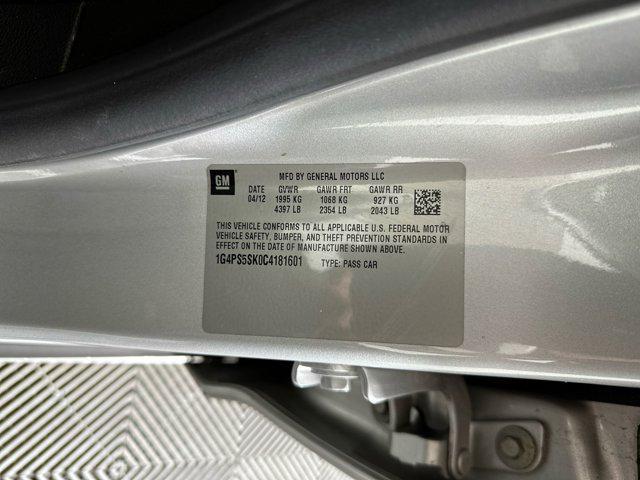 MFD BY GENERAL MOTORS LLC
GM
DATE GVWR GAWR FRT GAWR RR
04/12 1995 KG 1068 KG 927 KG
4397 LB 2354 LB 2043 LB
THIS VEHICLE CONFORMS TO ALL APPLICABLE U.S. FEDERAL MOTOR
VEHICLE SAFETY, BUMPER, AND THEFT PREVENTION STANDARDS IN
EFFECT ON THE DATE OF MANUFACTURE SHOWN ABOVE.
1G4PS5SK0C4181601 TYPE: PASS CAR